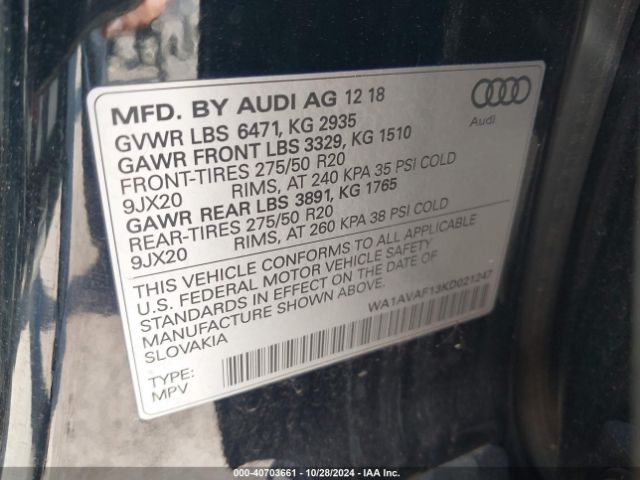 MFD. BY AUDI AG 12 18
Audi
GVWR LBS 6471, KG 2935
GAWR FRONT LBS 3329, KG 1510
FRONT-TIRES 275/50 R20
9JX20 RIMS, AT 240 KPA 35 PSI COLD
GAWR REAR LBS 3891, KG 1765
REAR-TIRES 275/50 R20
9JX20 RIMS, AT 260 KPA 38 PSI COLD
THIS VEHICLE CONFORMS TO ALL APPLICABLE
U.S. FEDERAL MOTOR VEHICLE SAFETY
STANDARDS IN EFFECT ON THE DATE OF
MANUFACTURE SHOWN ABOVE.
SLOVAKIA
WA1AVAF13KD021247
TYPE:
MPV
000-40703661 | 10/28/2024 - IAA Inc.